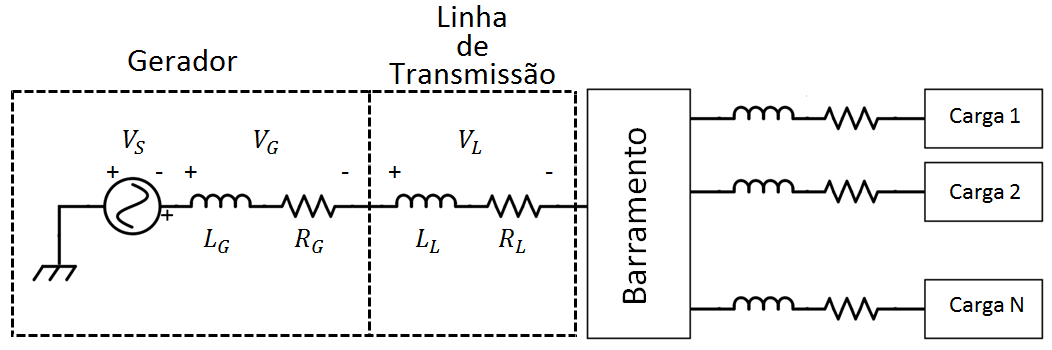 Gerador
Linha
de
Transmissão
V_S
V_G
V_L
+ - + - + -
+
L_G
R_G
L_L
R_L
Barramento
Carga 1
Carga 2
Carga N